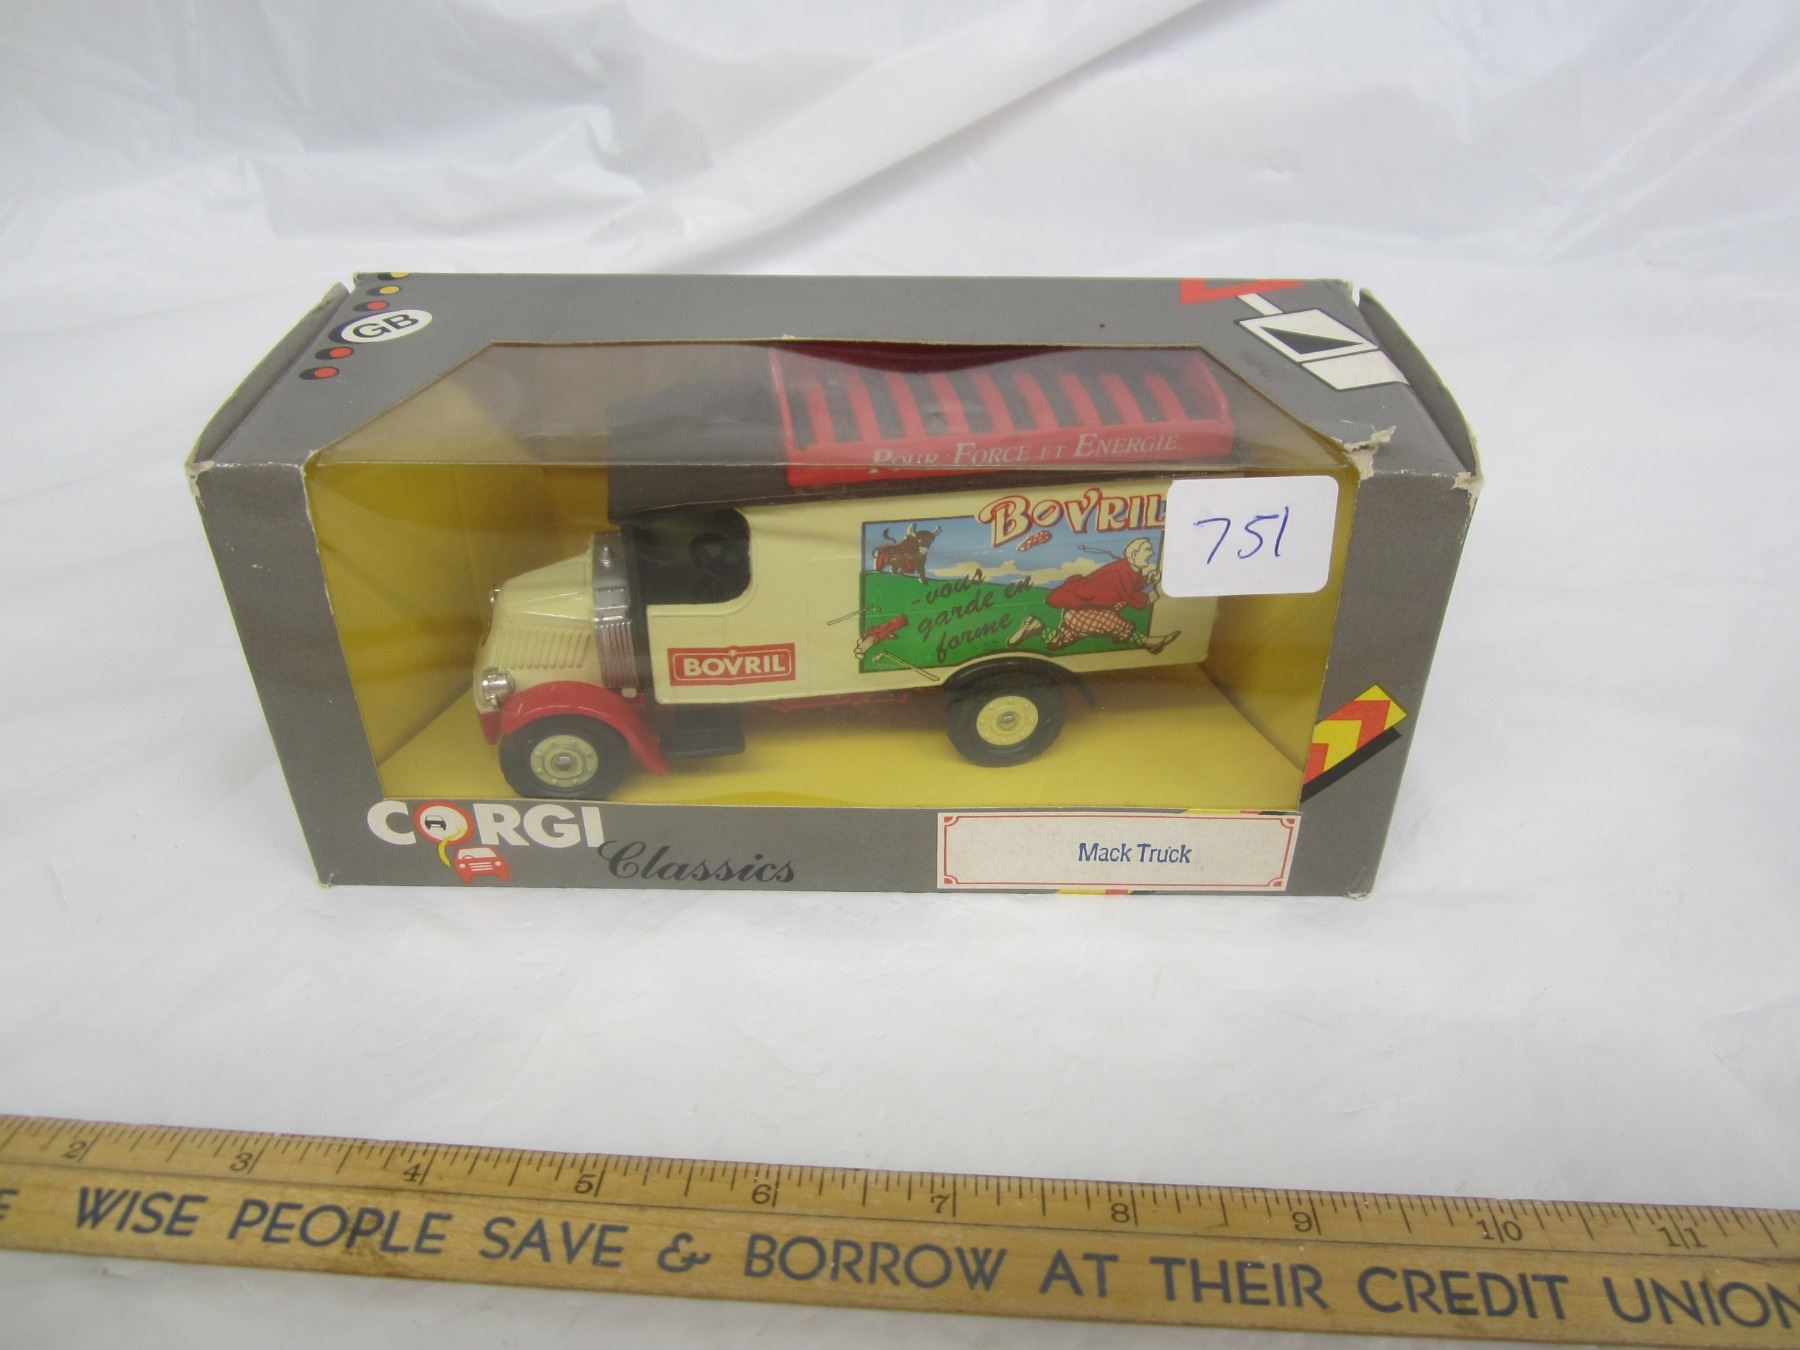 GB
POUR FORCE ET ENERGIE
BOVRIL
751
..vous
garde en
forme
BOVRIL
CORGI
Classics
Mack Truck
2 3 4 5 6 7 8 9 10 11
WISE PEOPLE SAVE & BORROW AT THEIR CREDIT UNION